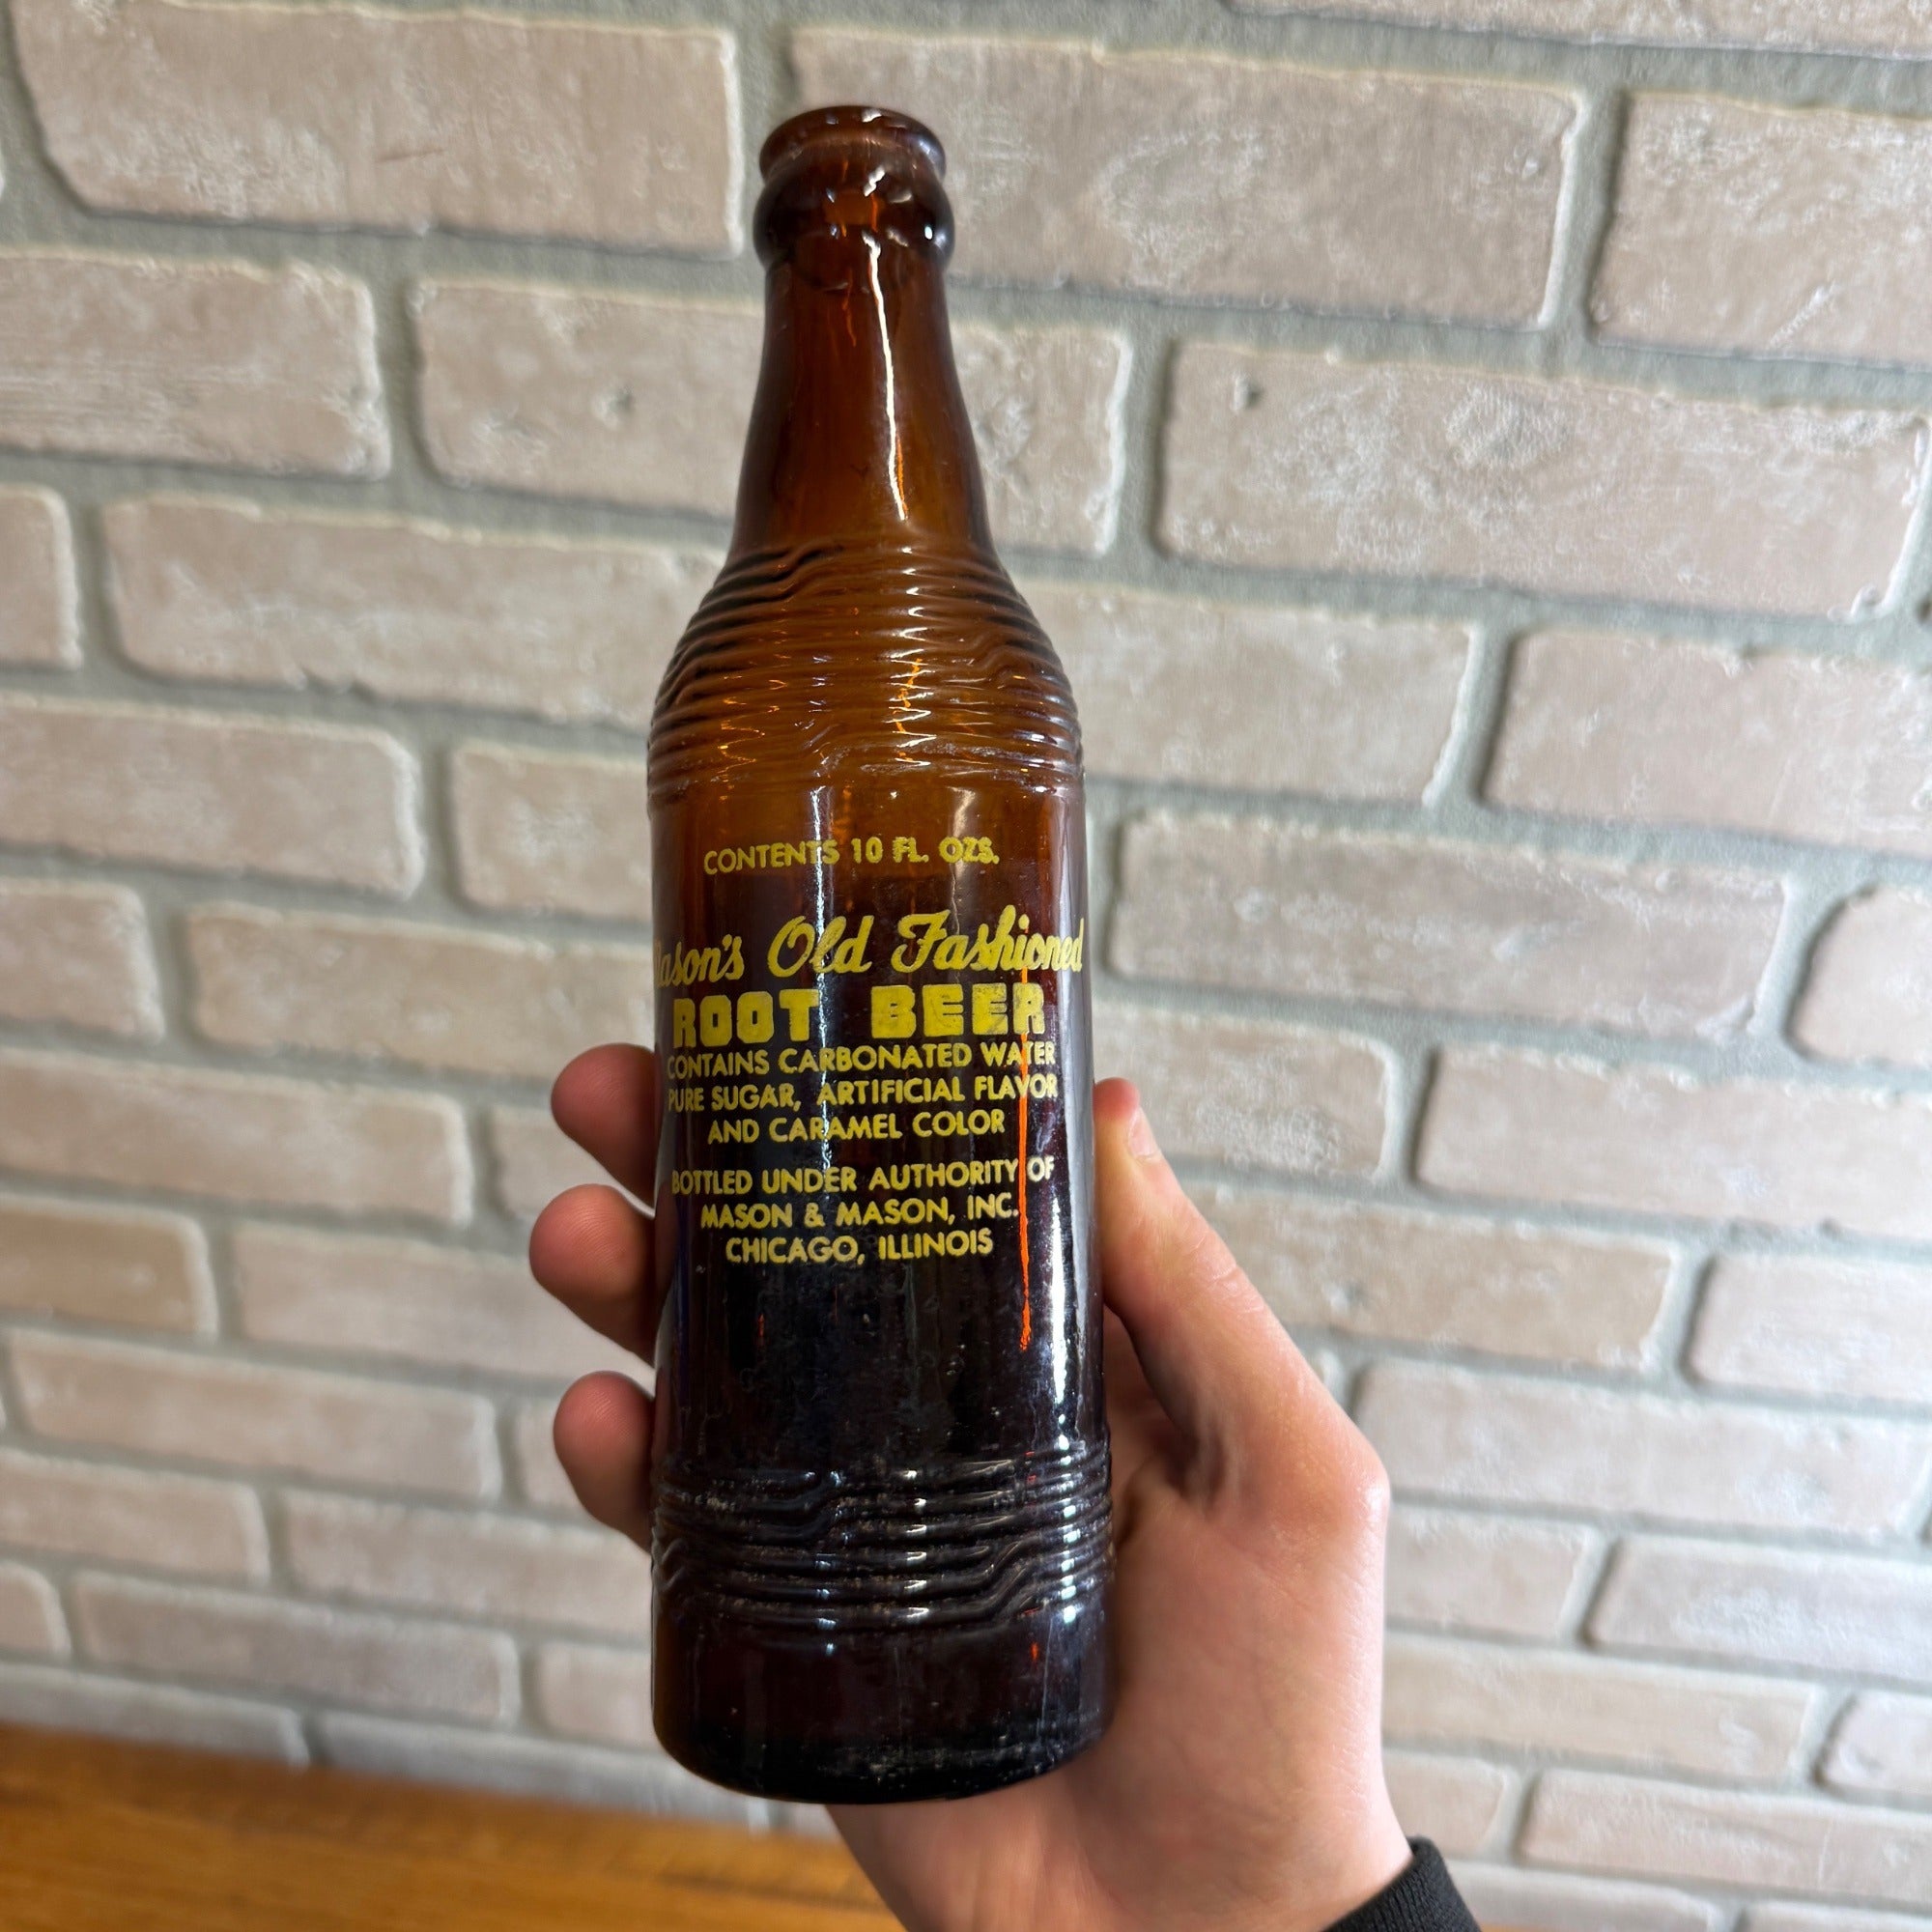 CONTENTS 10 FL. OZS.
Mason's Old Fashioned
ROOT BEER
CONTAINS CARBONATED WATER
PURE SUGAR, ARTIFICIAL FLAVOR
AND CARAMEL COLOR
BOTTLED UNDER AUTHORITY OF
MASON & MASON, INC.
CHICAGO, ILLINOIS